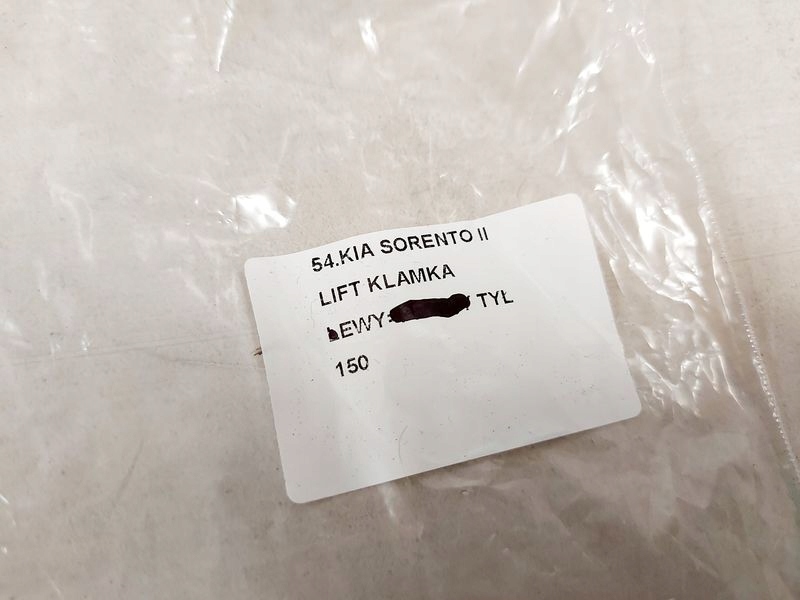 54.KIA SORENTO II
LIFT KLAMKA
LEWY TYŁ
150